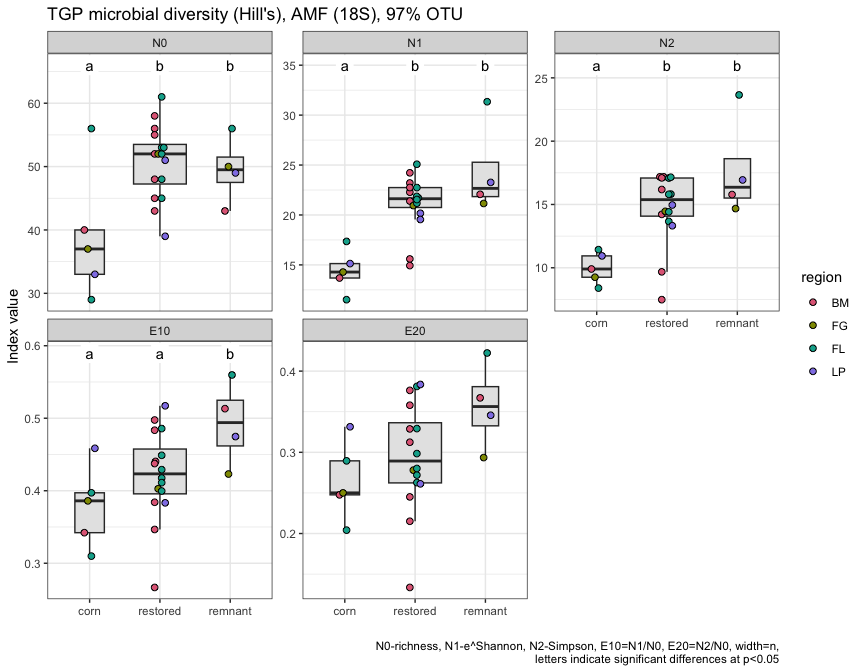 TGP microbial diversity (Hill's), AMF (18S), 97% OTU
N0
N1
N2
a b b
a b b
a b b
60
50
40
30
35
30
25
20
15
25
20
15
10
corn restored remnant
E10
E20
a a b
0.6
0.5
0.4
0.3
0.4
0.3
0.2
corn restored remnant
corn restored remnant
Index value
region
BM
FG
FL
LP
N0-richness, N1-e^Shannon, N2-Simpson, E10=N1/N0, E20=N2/N0, width=n,
letters indicate significant differences at p<0.05